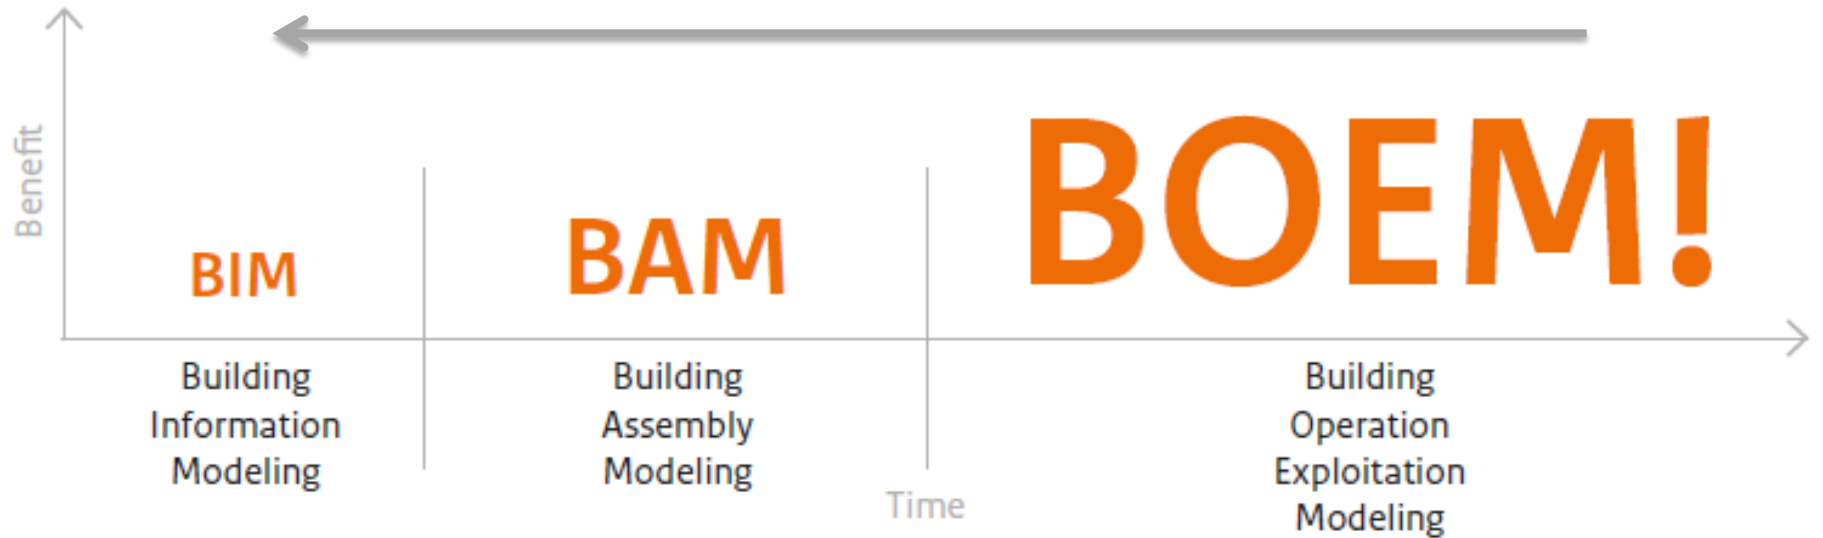 Benefit
BIM
BAM
BOEM!
Building
Information
Modeling
Building
Assembly
Modeling
Building
Operation
Exploitation
Modeling
Time